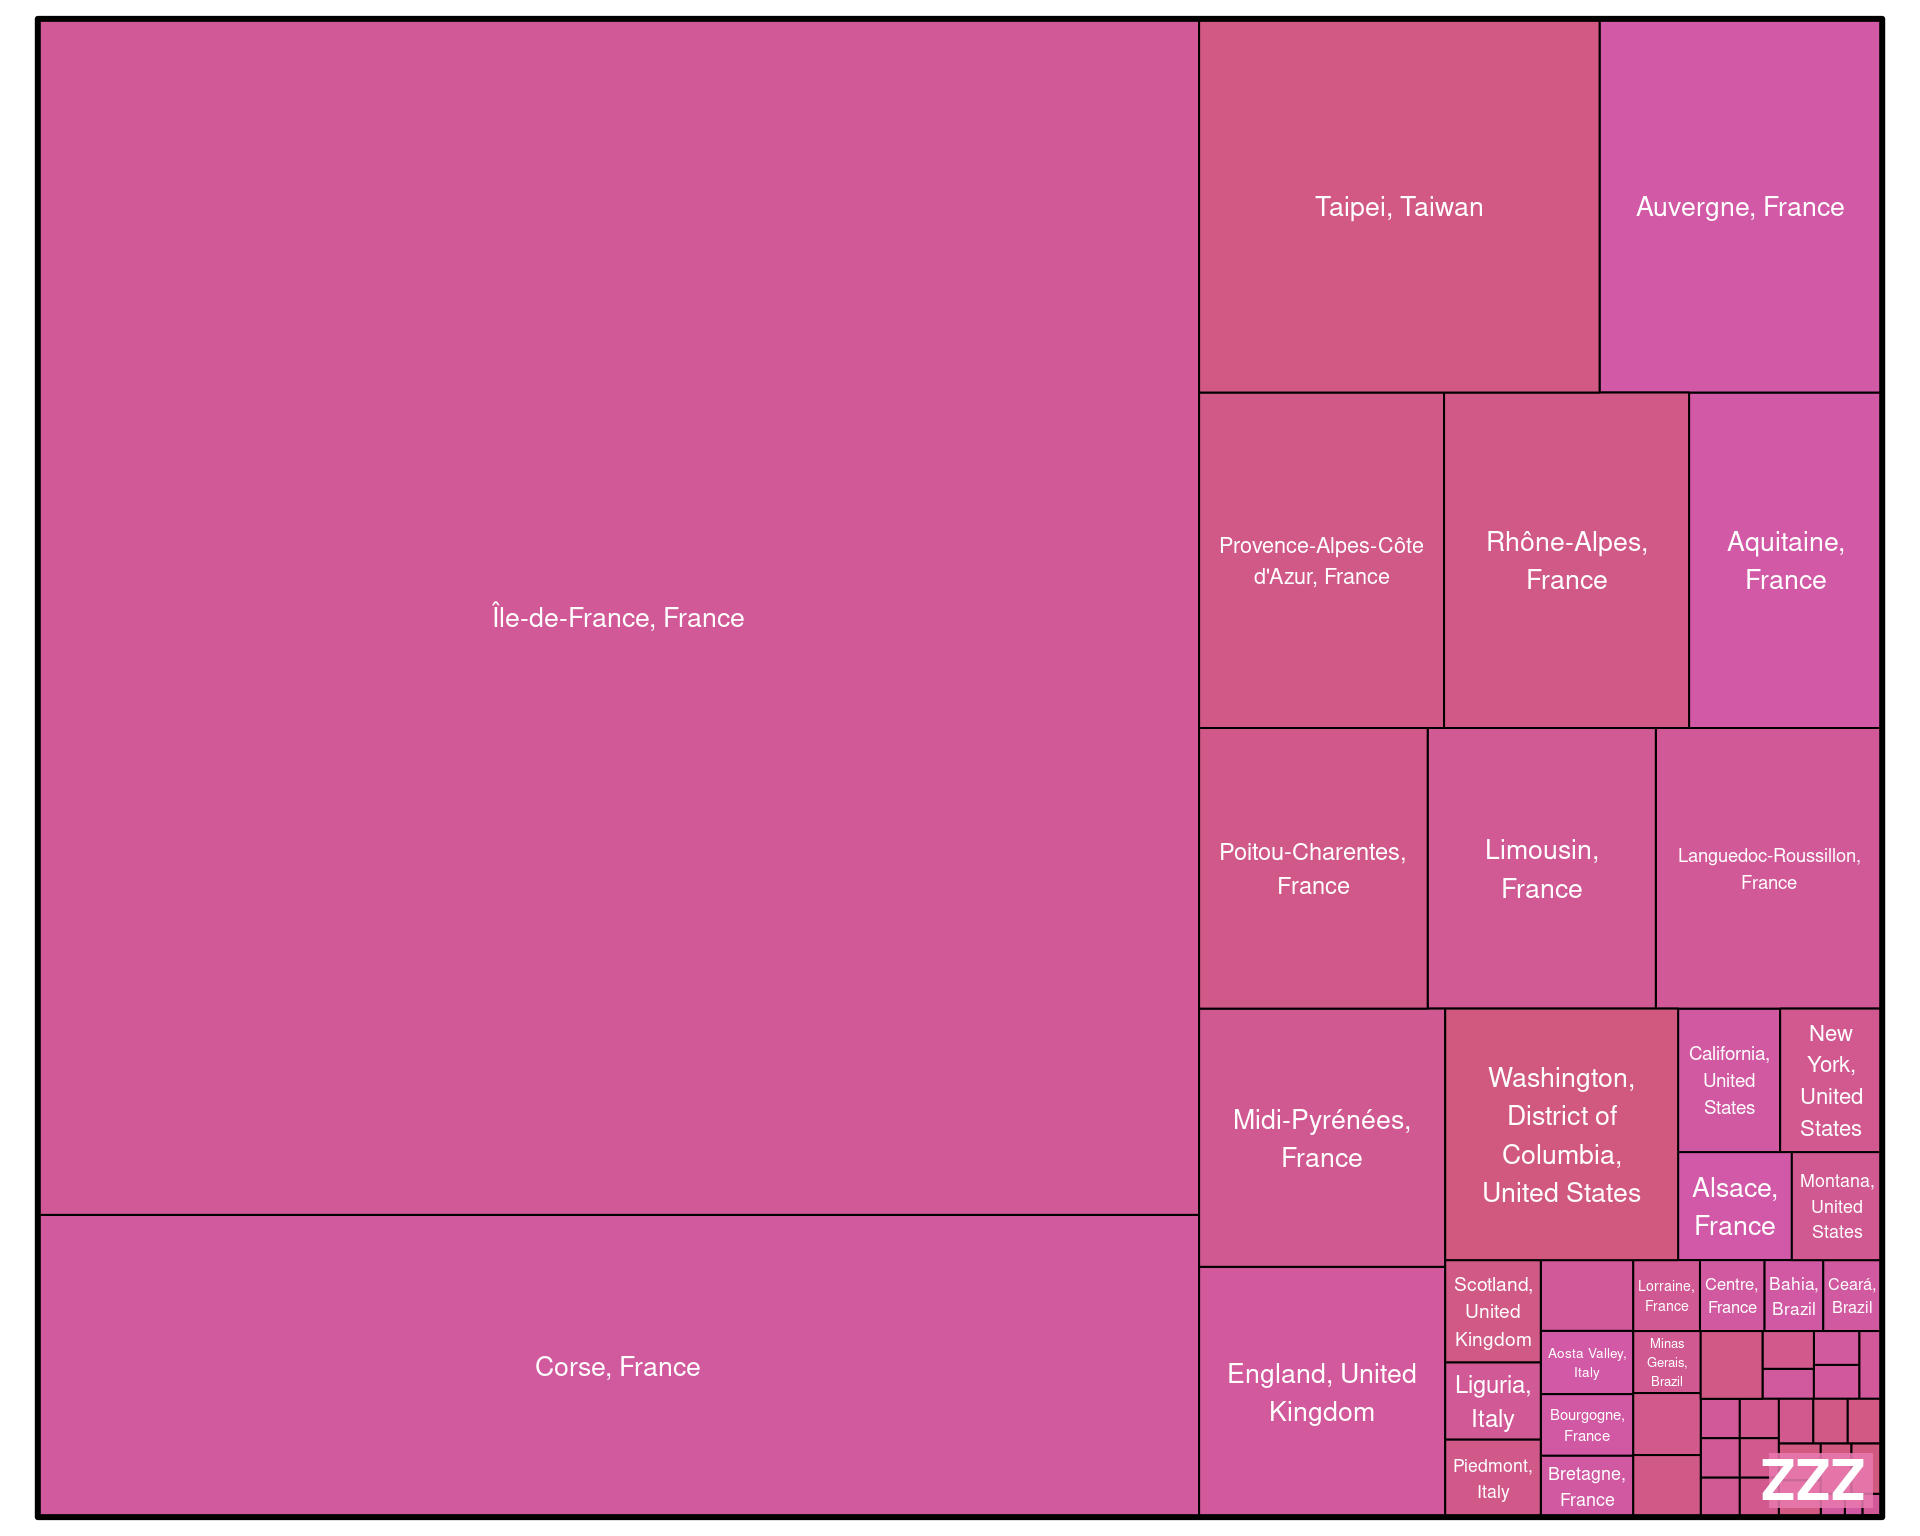 Île-de-France, France
Corse, France
Taipei, Taiwan
Auvergne, France
Provence-Alpes-Côte
d'Azur, France
Rhône-Alpes,
France
Aquitaine,
France
Poitou-Charentes,
France
Limousin,
France
Languedoc-Roussillon,
France
Midi-Pyrénées,
France
England, United
Kingdom
Washington,
District of
Columbia,
United States
California,
United
States
New
York,
United
States
Alsace,
France
Montana,
United
States
Scotland,
United
Kingdom
Liguria,
Italy
Piedmont,
Italy
Aosta Valley,
Italy
Bourgogne,
France
Bretagne,
France
Lorraine,
France
Minas
Gerais,
Brazil
Centre,
France
Bahia,
Brazil
Ceará,
Brazil
ZZZ